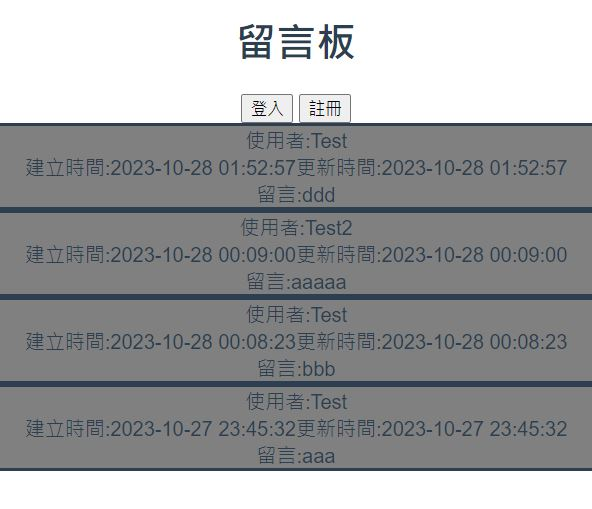 留言板
登入 註冊
使用者:Test
建立時間:2023-10-28 01:52:57更新時間:2023-10-28 01:52:57
留言:ddd
使用者:Test2
建立時間:2023-10-28 00:09:00更新時間:2023-10-28 00:09:00
留言:aaaaa
使用者:Test
建立時間:2023-10-28 00:08:23更新時間:2023-10-28 00:08:23
留言:bbb
使用者:Test
建立時間:2023-10-27 23:45:32更新時間:2023-10-27 23:45:32
留言:aaa